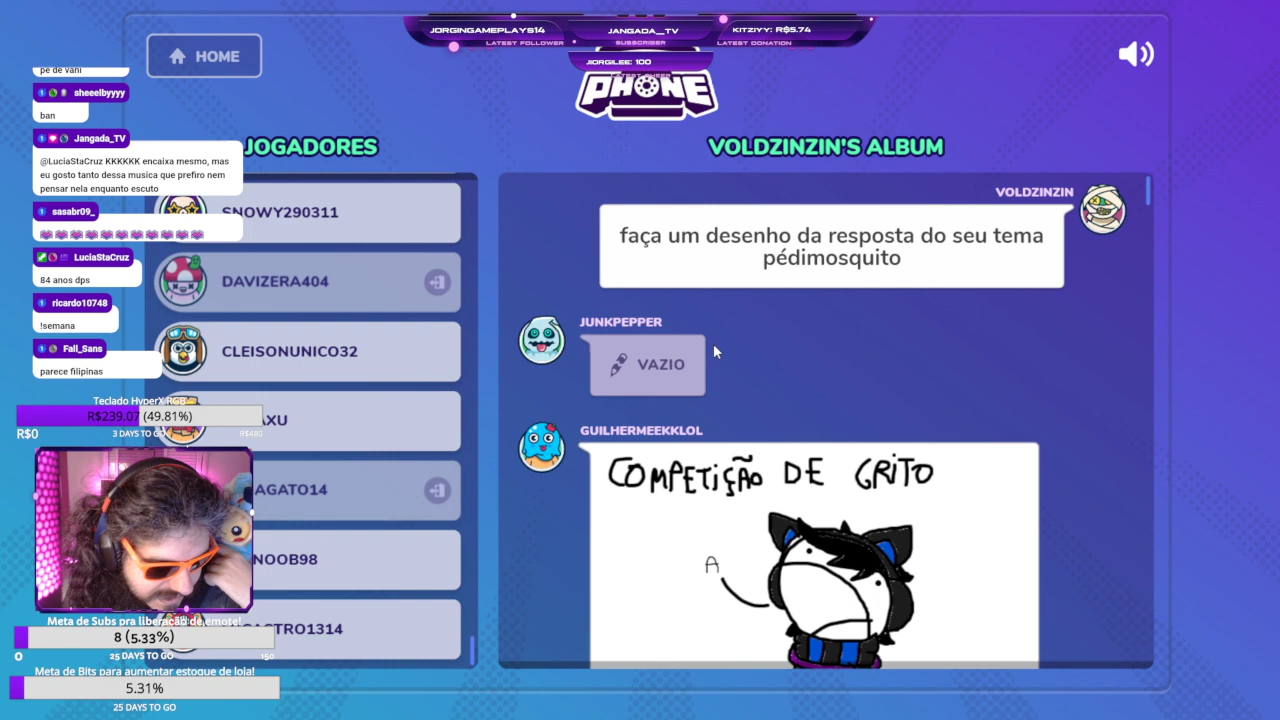 JORGINGAMEPLAYS14
LATEST FOLLOWER
JANGADA__TV
SUBSCRIBER
KITZIYY: R$5.74
LATEST DONATION
JIORGILEE: 100
PHONE
HOME
pé de vani
sheeelbyyyy
ban
Jangada_TV
@LuciaStaCruz KKKKKK encaixa mesmo, mas
eu gosto tanto dessa musica que prefiro nem
pensar nela enquanto escuto
sasabr09_
LuciaStaCruz
84 anos dps
ricardo10748
!semana
Fall_Sans
parece filipinas
JOGADORES
SNOWY290311
DAVIZERA404
CLEISONUNICO32
AXU
AGATO14
NOOB98
ASTRO1314
VOLDZINZIN'S ALBUM
VOLDZINZIN
faça um desenho da resposta do seu tema
pédimosquito
JUNKPEPPER
VAZIO
GUILHERMEEKKLOL
COMPETIÇÃO DE GRITO
A
Teclado HyperX RGB
R$239.07 (49.81%)
R$0
3 DAYS TO GO
R$480
Meta de Subs pra liberação de emote!
8 (5.33%)
0
25 DAYS TO GO
150
Meta de Bits para aumentar estoque de lola!
5.31%
25 DAYS TO GO